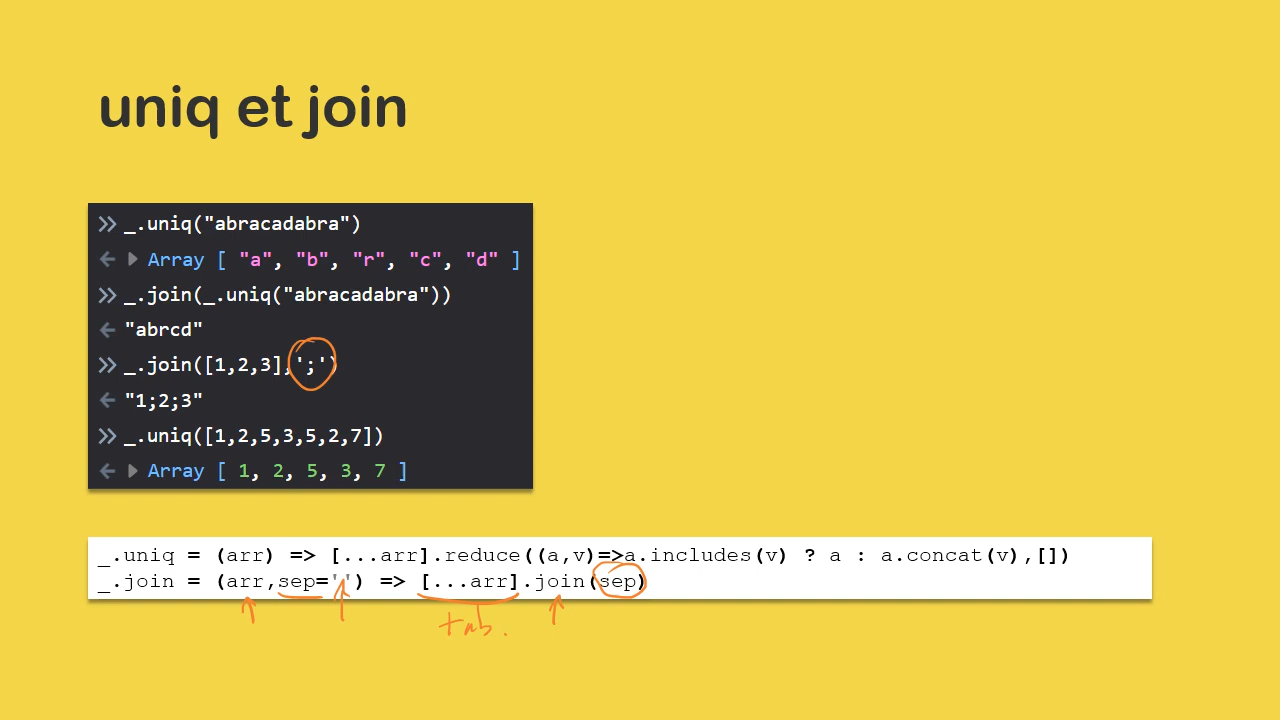 uniq et join
_.uniq("abracadabra")
Array [ "a", "b", "r", "c", "d" ]
_.join(_.uniq("abracadabra"))
"abrcd"
_.join([1,2,3],';')
"1;2;3"
_.uniq([1,2,5,3,5,2,7])
Array [ 1, 2, 5, 3, 7 ]
_.uniq = (arr) => [...arr].reduce((a,v)=>a.includes(v) ? a : a.concat(v),[])
_.join = (arr,sep='') => [...arr].join(sep)
tab.